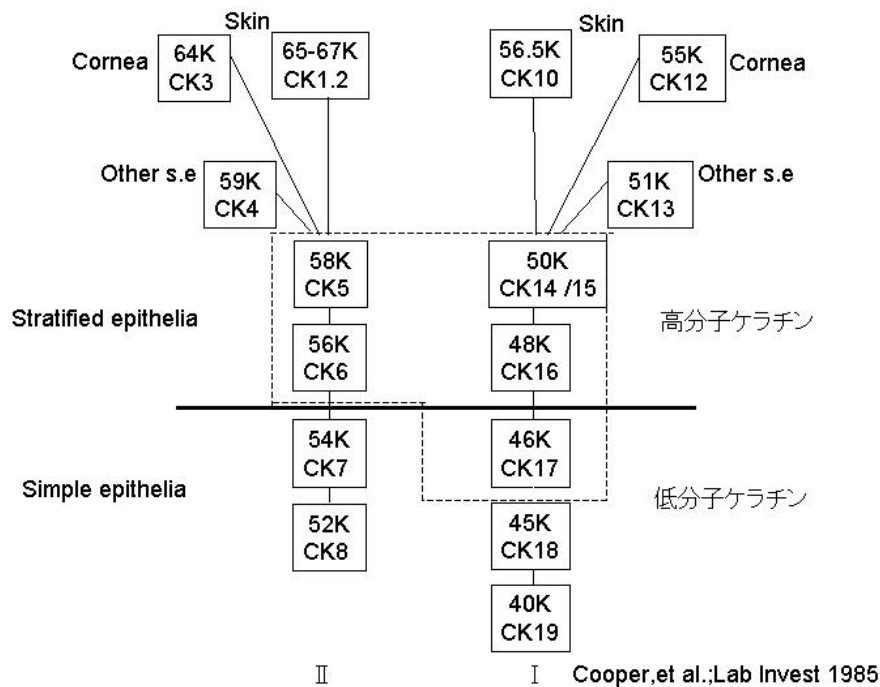 Skin
Skin
Cornea
64K
CK3
65-67K
CK1.2
56.5K
CK10
55K
CK12
Cornea
Other s.e
59K
CK4
51K
CK13
Other s.e
58K
CK5
50K
CK14 /15
Stratified epithelia
高分子ケラチン
56K
CK6
48K
CK16
54K
CK7
46K
CK17
Simple epithelia
低分子ケラチン
52K
CK8
45K
CK18
40K
CK19
Ⅱ
Ⅰ
Cooper,et al.;Lab Invest 1985